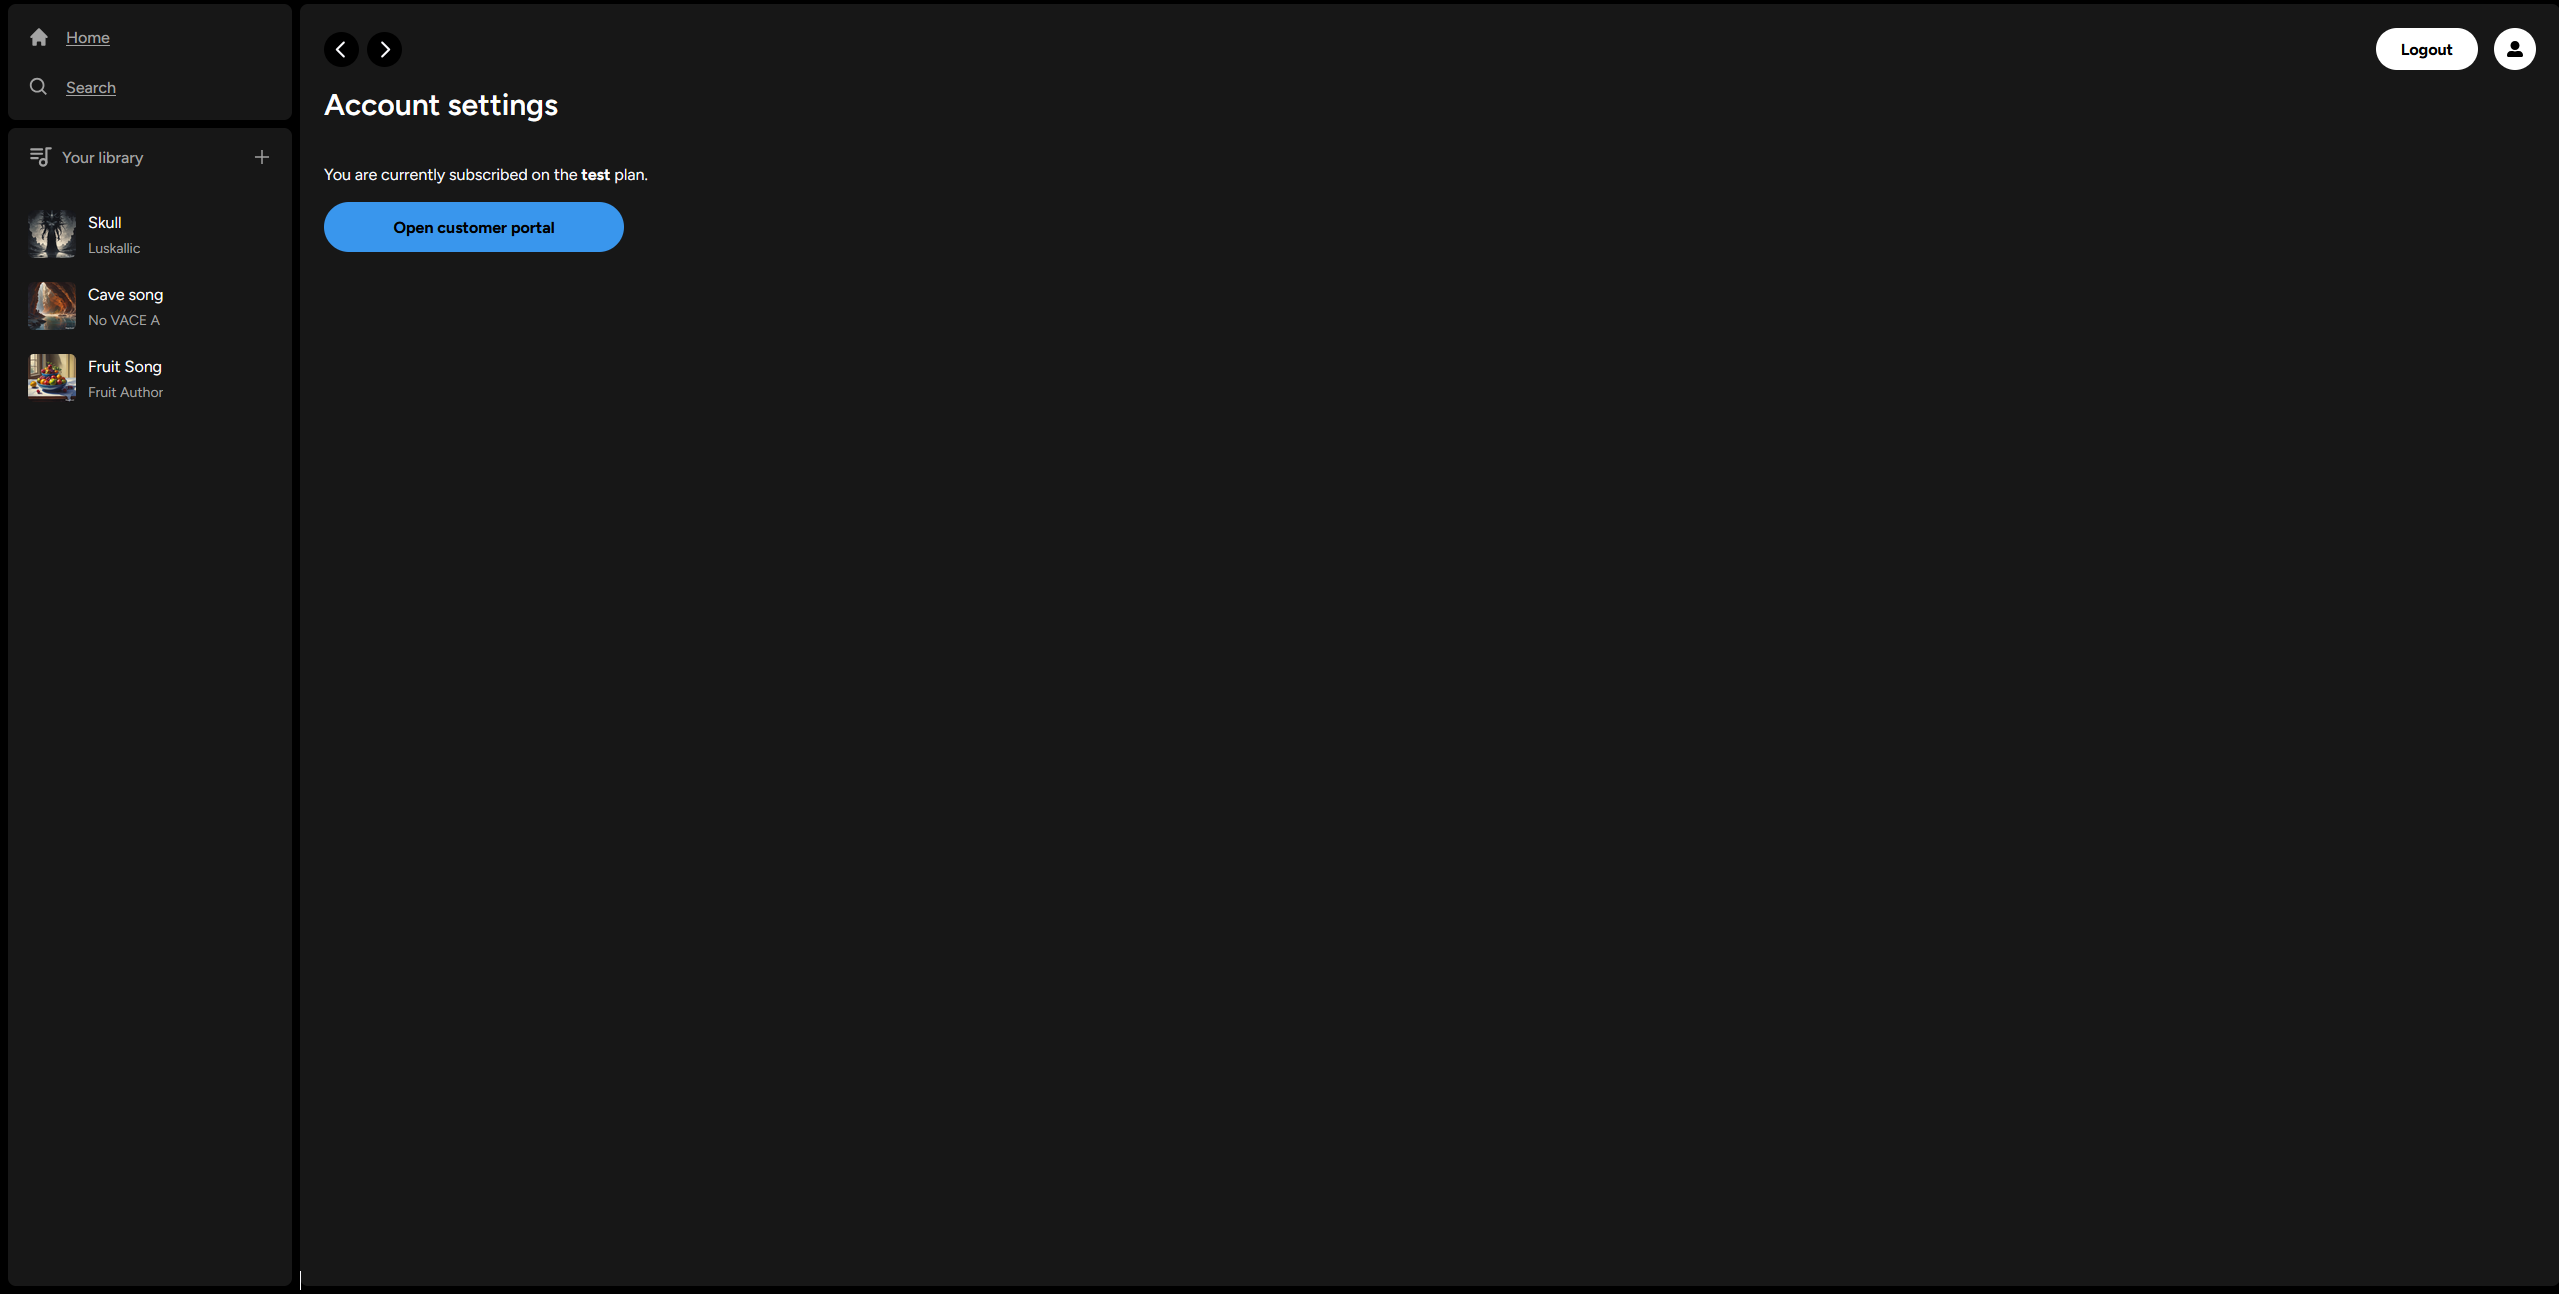 Home
Search
Your library
Skull
Luskallic
Cave song
No VACE A
Fruit Song
Fruit Author
Logout
Account settings
You are currently subscribed on the test plan.
Open customer portal